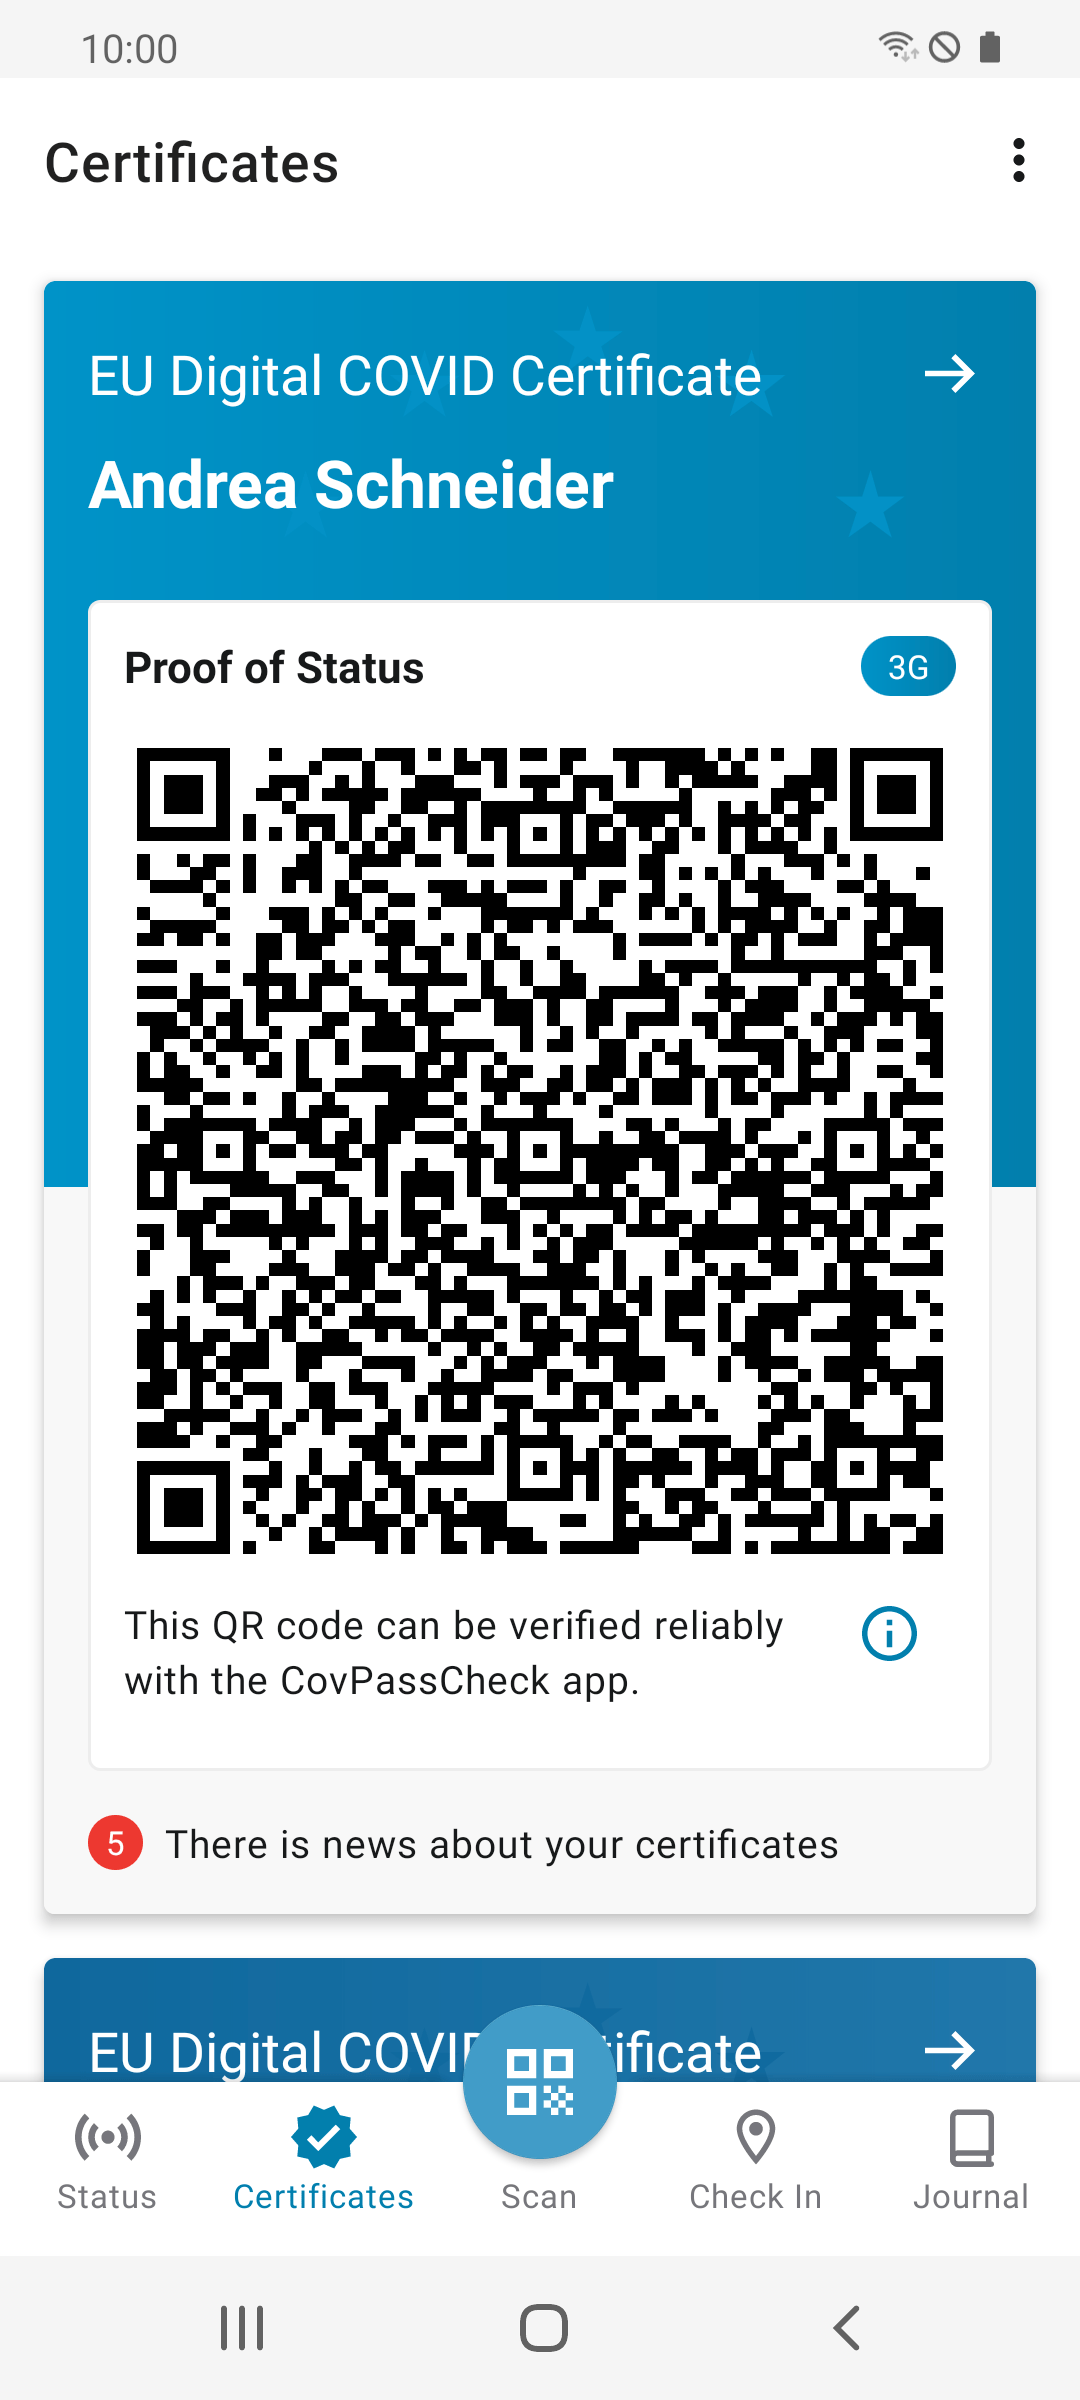 10:00
Certificates
EU Digital COVID Certificate
Andrea Schneider
Proof of Status
3G
This QR code can be verified reliably
with the CovPassCheck app.
5
There is news about your certificates
EU Digital COVID
Status
Certificates
Scan
Check In
Journal